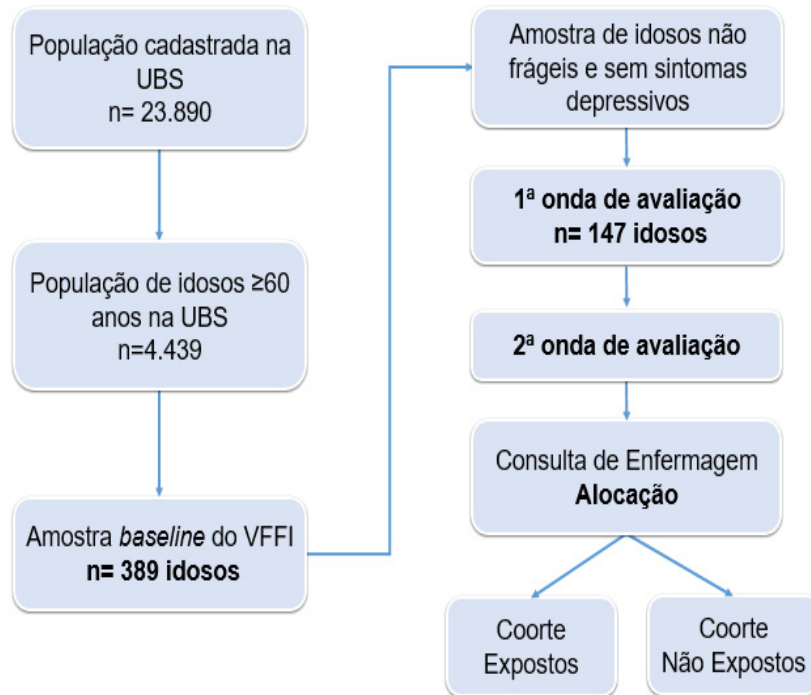 População cadastrada na
UBS
n= 23.890
População de idosos ≥60
anos na UBS
n=4.439
Amostra baseline do VFFI
n= 389 idosos
Amostra de idosos não
frágeis e sem sintomas
depressivos
1ª onda de avaliação
n= 147 idosos
2ª onda de avaliação
Consulta de Enfermagem
Alocação
Coorte
Expostos
Coorte
Não Expostos